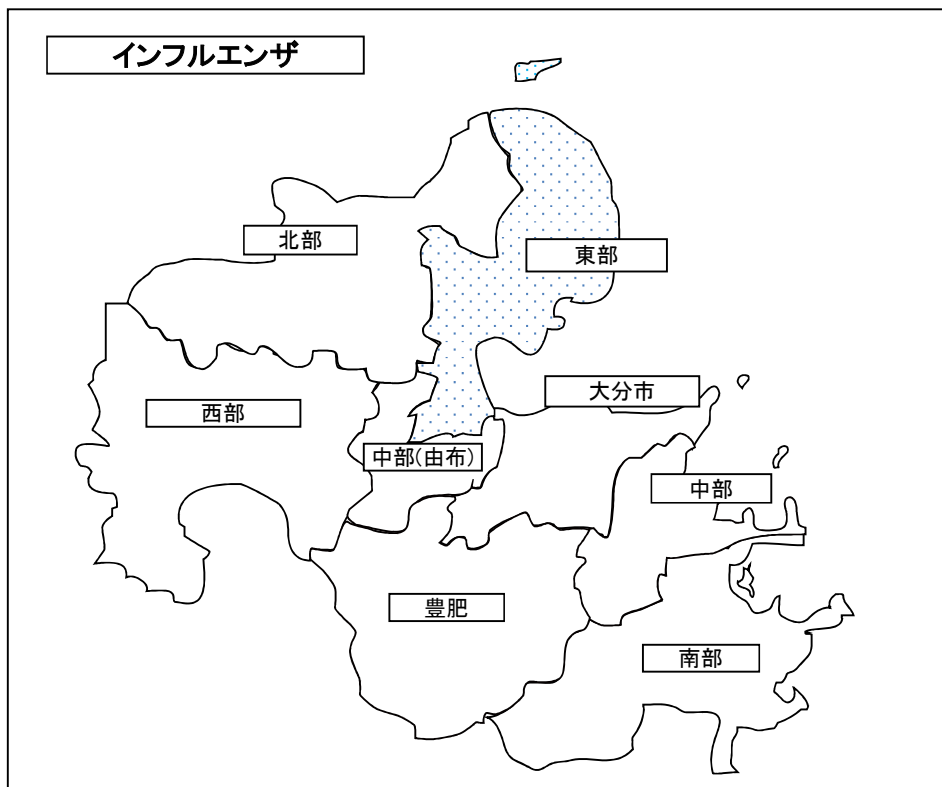 インフルエンザ
北部
東部
大分市
西部
中部(由布)
中部
豊肥
南部